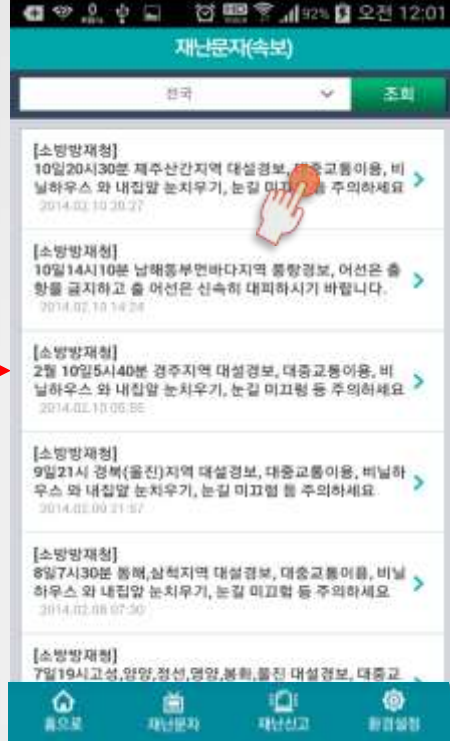 92% 오전 12:01
재난문자(속보)
전국 조회
[소방방재청]
10일20시30분 제주산간지역 대설경보, 대중교통이용, 비
닐하우스 와 내집앞 눈치우기, 눈길 주의하세요
2014.02.10 20:27
[소방방재청]
10일14시10분 남해동부먼바다지역 풍랑경보, 어선은 출
항을 금지하고 출 어선은 신속히 대피하시기 바랍니다.
2014.02.10 14:24
[소방방재청]
2월 10일5시40분 경주지역 대설경보, 대중교통이용, 비
닐하우스 와 내집앞 눈치우기, 눈길 미끄럼 등 주의하세요
2014.02.10
[소방방재청]
9일21시 경북(울진)지역 대설경보, 대중교통이용, 비닐하
우스 와 내집앞 눈치우기, 눈길 미끄럼 등 주의하세요
2014.02.09 21:57
[소방방재청]
8일7시30분 동해,삼척지역 대설경보, 대중교통이용, 비닐
하우스 와 내집앞 눈치우기, 눈길 미끄럼 등 주의하세요
2014.02.08 07:30
[소방방재청]
7일19시고성,양양,정선,평창,봉화,울진 대설경보, 대중교
홈으로 재난문자 재난신고 환경설정